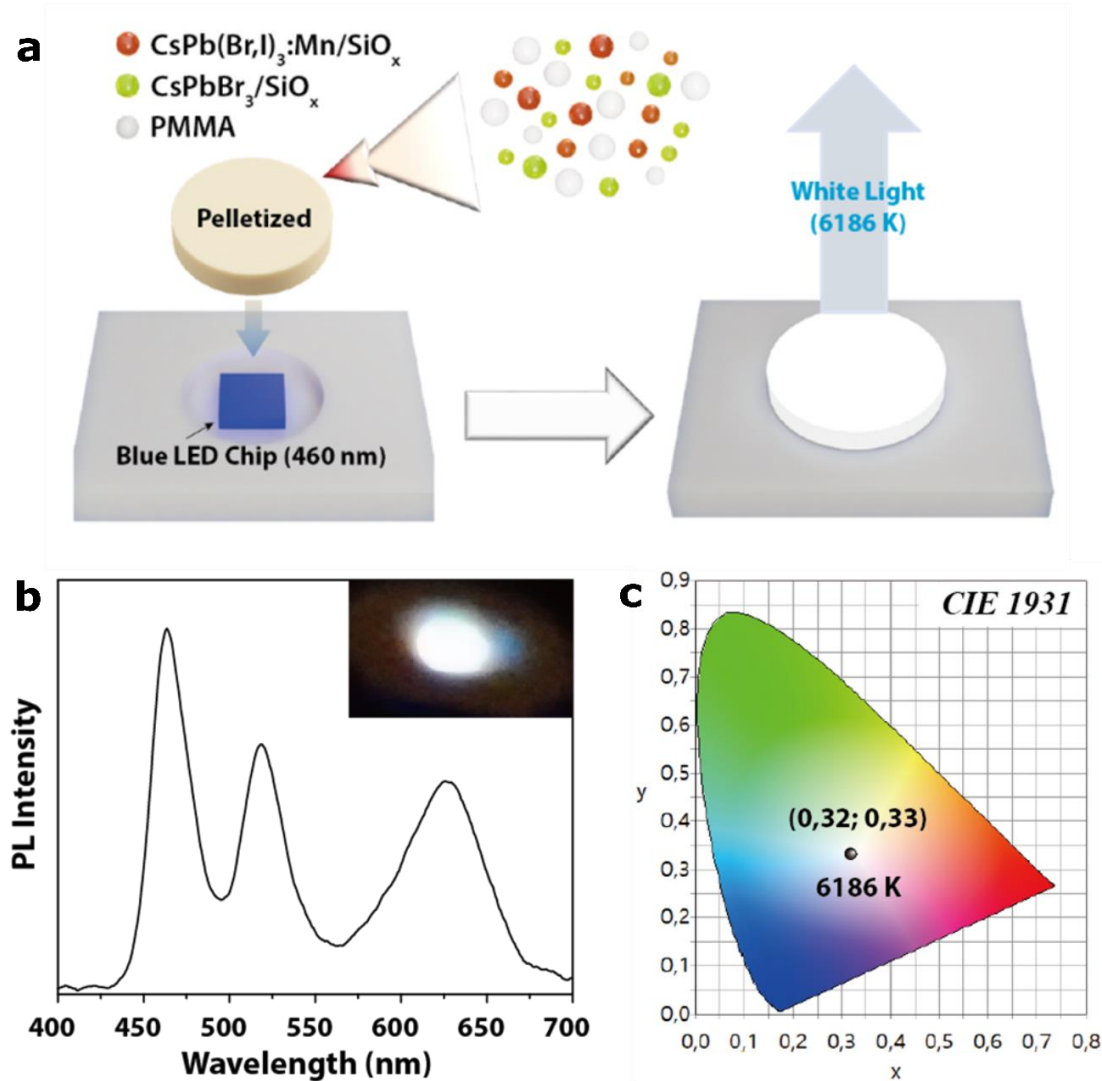 a
CsPb(Br,I)₃:Mn/SiOₓ
CsPbBr₃/SiOₓ
PMMA
Pelletized
Blue LED Chip (460 nm)
White Light
(6186 K)
b
PL Intensity
400 450 500 550 600 650 700
Wavelength (nm)
c
CIE 1931
0,9
0,8
0,7
0,6
0,5
y
0,4
0,3
0,2
0,1
0,0
(0,32; 0,33)
6186 K
0,0 0,1 0,2 0,3 0,4 0,5 0,6 0,7 0,8
x